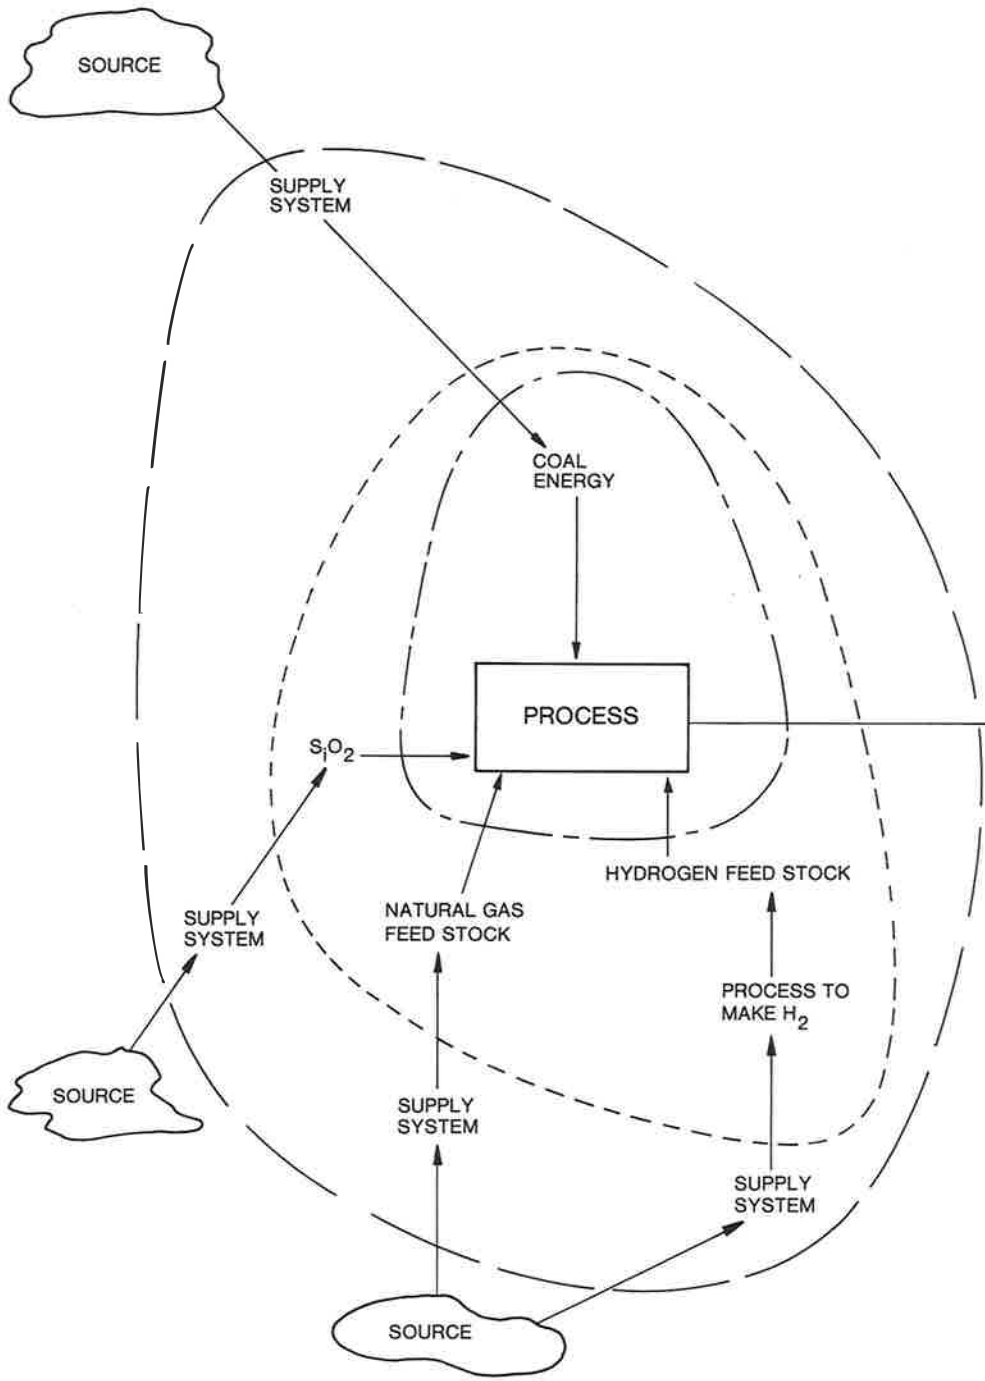 SOURCE
SUPPLY
SYSTEM
COAL
ENERGY
PROCESS
SiO2
HYDROGEN FEED STOCK
NATURAL GAS
FEED STOCK
SUPPLY
SYSTEM
PROCESS TO
MAKE H2
SOURCE
SUPPLY
SYSTEM
SUPPLY
SYSTEM
SOURCE